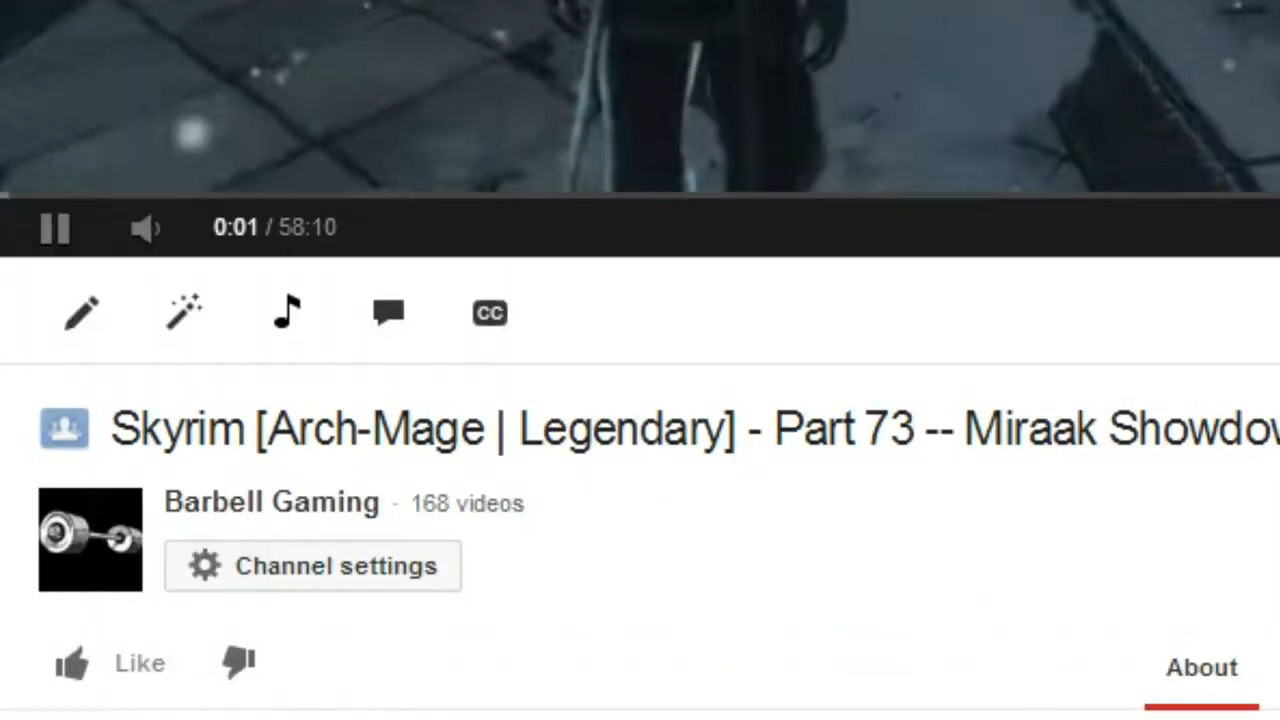 0:01 / 58:10
CC
Skyrim [Arch-Mage | Legendary] - Part 73 -- Miraak Showdow
Barbell Gaming - 168 videos
Channel settings
Like
About